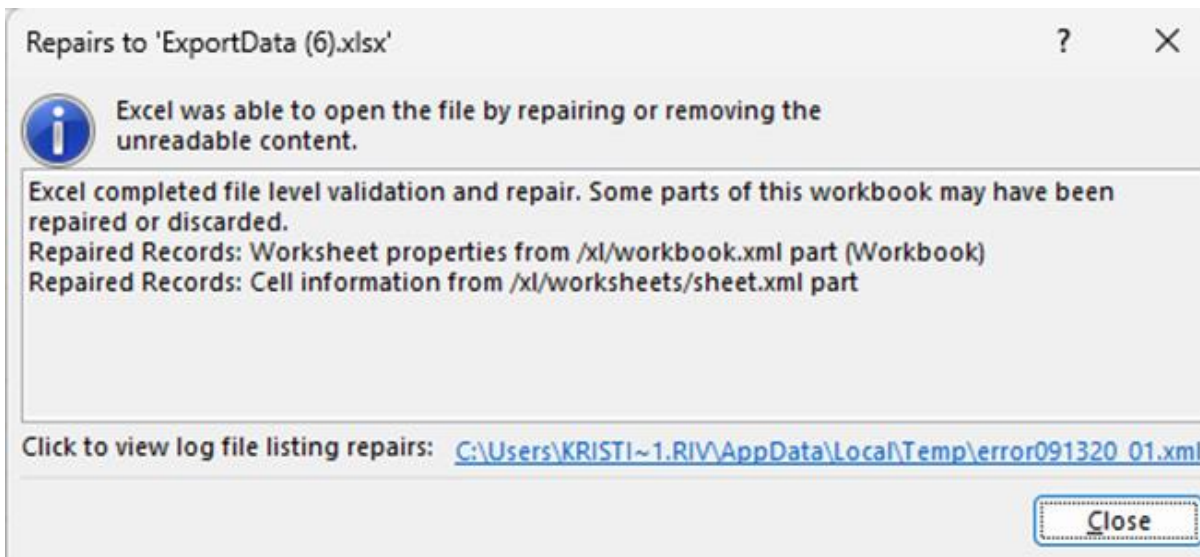 Repairs to 'ExportData (6).xlsx'
?
Excel was able to open the file by repairing or removing the
unreadable content.
Excel completed file level validation and repair. Some parts of this workbook may have been
repaired or discarded.
Repaired Records: Worksheet properties from /xl/workbook.xml part (Workbook)
Repaired Records: Cell information from /xl/worksheets/sheet.xml part
Click to view log file listing repairs: C:\Users\KRISTI~1.RIV\AppData\Local\Temp\error091320_01.xml
Close